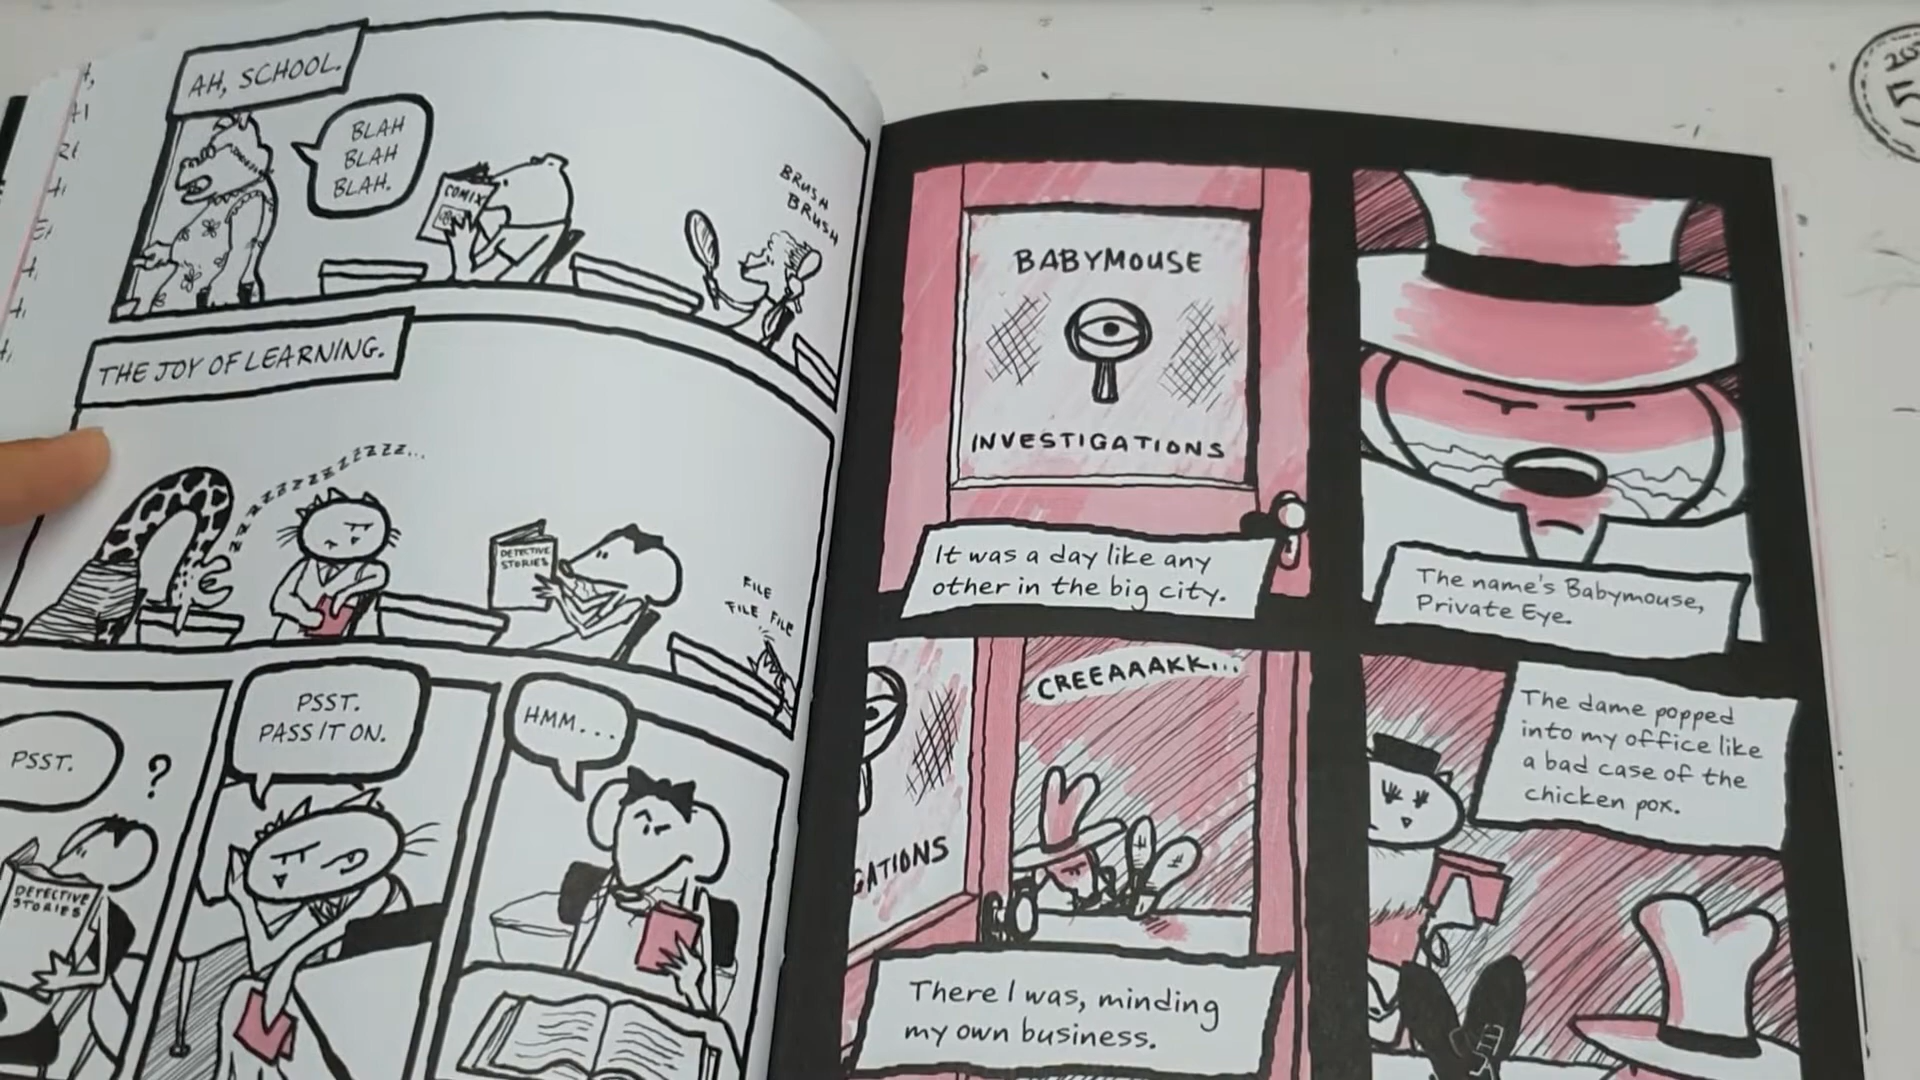 AH, SCHOOL.
BLAH
BLAH
BLAH.
COMIX
BRUSH
BRUSH
THE JOY OF LEARNING.
ZZZZZZZZZZZZZ...
DETECTIVE
STORIES
FILE
FILE FILE
PSST.
?
DETECTIVE
STORIES
PSST.
PASS IT ON.
HMM...
BABYMOUSE
INVESTIGATIONS
It was a day like any
other in the big city.
The name's Babymouse,
Private Eye.
GATIONS
CREEAAAKK...
There I was, minding
my own business.
The dame popped
into my office like
a bad case of the
chicken pox.